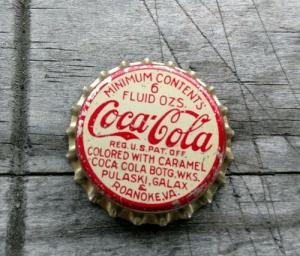 MINIMUM CONTENTS
6
FLUID OZS.
Coca-Cola
REG. U.S. PAT. OFF.
COLORED WITH CARAMEL
COCA COLA BOTG. WKS.
PULASKI, GALAX
&
ROANOKE, VA.